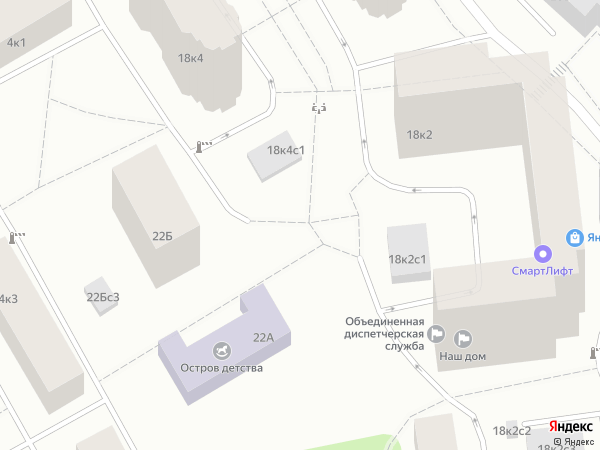 4к1
18к4
18к4с1
18к2
22Б
22Бс3
4к3
18к2с1
Ян
СмартЛифт
Объединенная
диспетчерская
служба
Наш дом
22А
Остров детства
18к2с2
18к2с3
Яндекс
© Яндекс